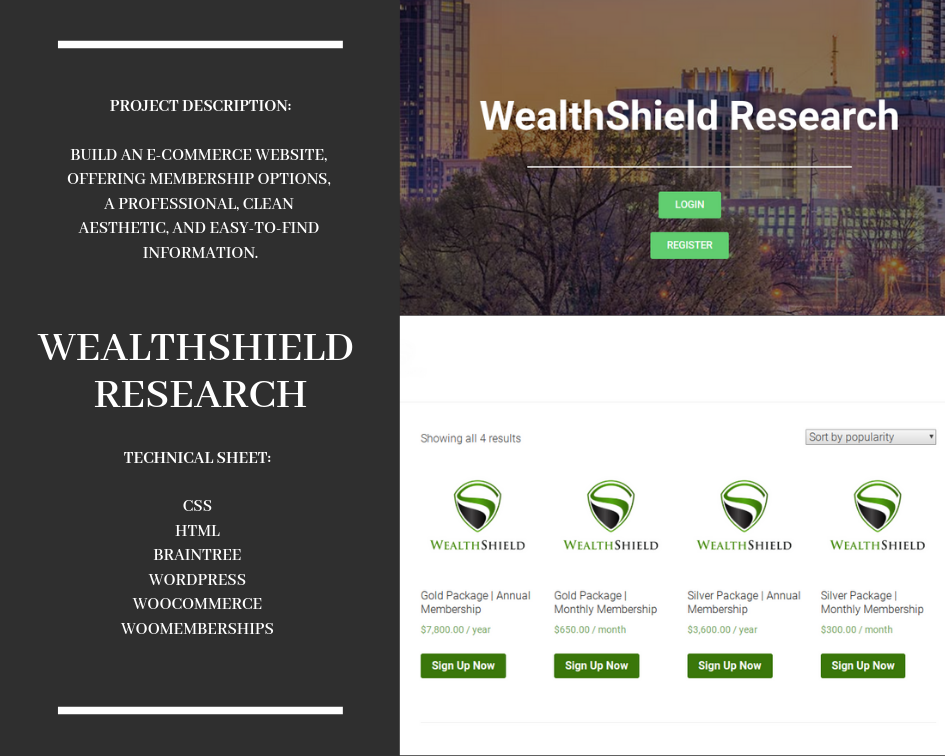 PROJECT DESCRIPTION:
BUILD AN E-COMMERCE WEBSITE,
OFFERING MEMBERSHIP OPTIONS,
A PROFESSIONAL, CLEAN
AESTHETIC, AND EASY-TO-FIND
INFORMATION.
WEALTHSHIELD
RESEARCH
TECHNICAL SHEET:
CSS
HTML
BRAINTREE
WORDPRESS
WOOCOMMERCE
WOOMEMBERSHIPS
WealthShield Research
LOGIN
REGISTER
Showing all 4 results
Sort by popularity
WEALTHSHIELD
WEALTHSHIELD
WEALTHSHIELD
WEALTHSHIELD
Gold Package | Annual
Membership
$7,800.00 / year
Sign Up Now
Gold Package |
Monthly Membership
$650.00 / month
Sign Up Now
Silver Package | Annual
Membership
$3,600.00 / year
Sign Up Now
Silver Package |
Monthly Membership
$300.00 / month
Sign Up Now